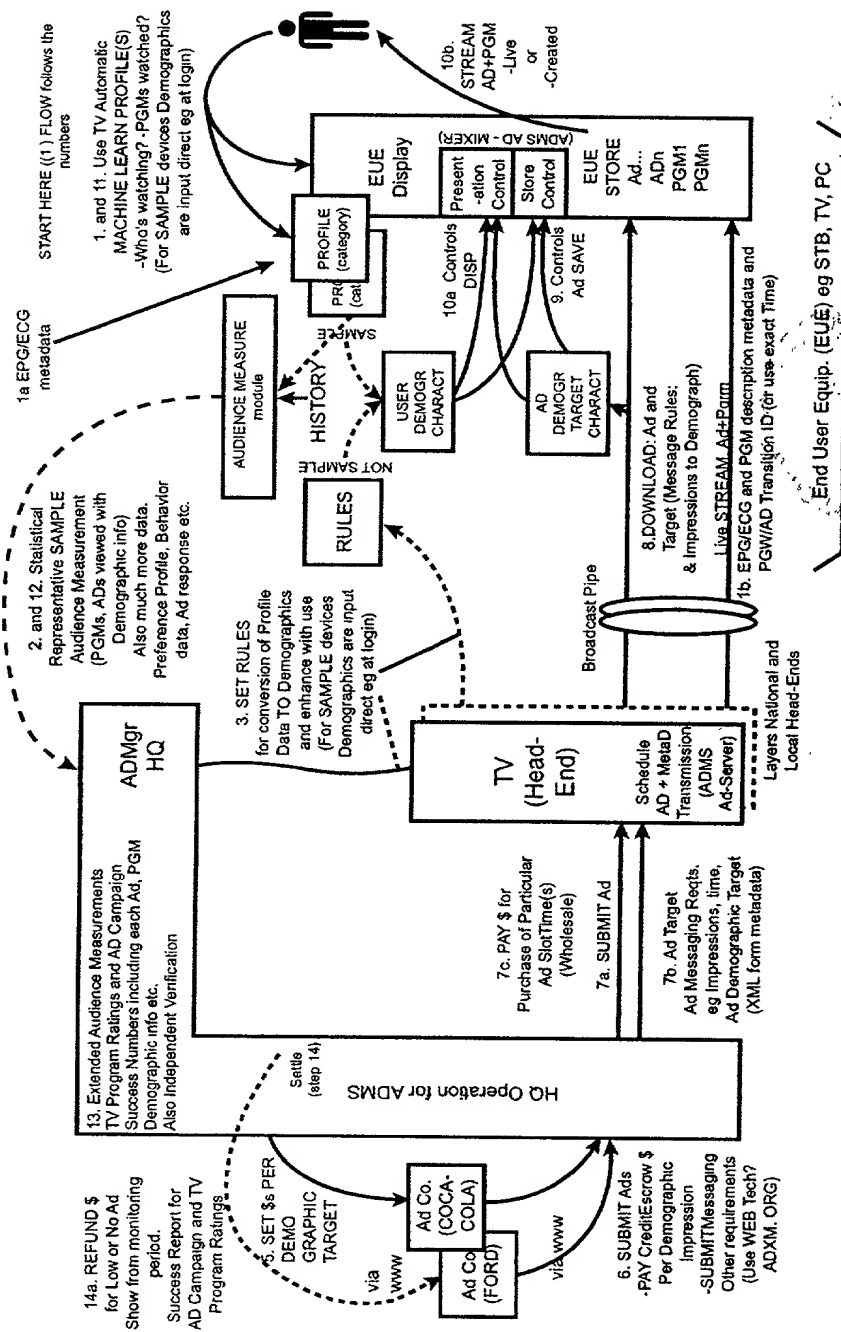 START HERE ((1 ) FLOW follows the
numbers
1a EPG/ECG
metadata
1. and 11. Use TV Automatic
MACHINE LEARN PROFILE(S)
-Who's watching? -PGMs watched?
(For SAMPLE devices Demographics
are input direct eg at login)
10b.
STREAM
AD+PGM
-Live
or
-Created
PROFILE
(category)
PRO
(cat
EUE
Display
(ADMS AD - MIXER)
Present
-ation
Control
Store
Control
EUE
STORE
Ad...
ADn
PGM1
PGMn
AUDIENCE MEASURE
module
HISTORY
SAMPLE
NOT SAMPLE
RULES
USER
DEMOGR
CHARACT
AD
DEMOGR
TARGET
CHARACT
10a Controls
DISP
9. Controls
Ad SAVE
2. and 12. Statistical
Representative SAMPLE
Audience Measurement
(PGMs, ADs viewed with
Demographic info)
Also much more data.
Preference Profile, Behavior
data, Ad response etc.
3. SET RULES
for conversion of Profile
Data TO Demographics
and enhance with use
(For SAMPLE devices
Demographics are input
direct eg at login)
Broadcast Pipe
8.DOWNLOAD: Ad and
Target (Message Rules;
& Impressions to Demograph)
Live STREAM Ad+Pgrm
1b. EPG/ECG and PGM description metadata and
PGW/AD Transition ID (or use exact Time)
End User Equip. (EUE) eg STB, TV, PC
ADMgr
HQ
13. Extended Audience Measurements
TV Program Ratings and AD Campaign
Success Numbers including each Ad, PGM
Demographic info etc.
Also Independent Verification
Settle
(step 14)
HQ Operation for ADMS
TV
(Head-
End)
Schedule
AD + MetaD
Transmission
(ADMS
Ad-Server)
Layers National and
Local Head-Ends
7c. PAY $ for
Purchase of Particular
Ad SlotTime(s)
(Wholesale)
7a. SUBMIT Ad
7b. Ad Target
Ad Messaging Reqts.
eg Impressions, time,
Ad Demographic Target
(XML form metadata)
14a. REFUND $
for Low or No Ad
Show from monitoring
period.
Success Report for
AD Campaign and TV
Program Ratings
5. SET $s PER
DEMO
GRAPHIC
TARGET
via
www
Ad Co.
(COCA-
COLA)
Ad Co
(FORD)
via www
6. SUBMIT Ads
-PAY CreditEscrow $
Per Demographic
Impression
-SUBMITMessaging
Other requirements
(Use WEB Tech?
ADXM. ORG)